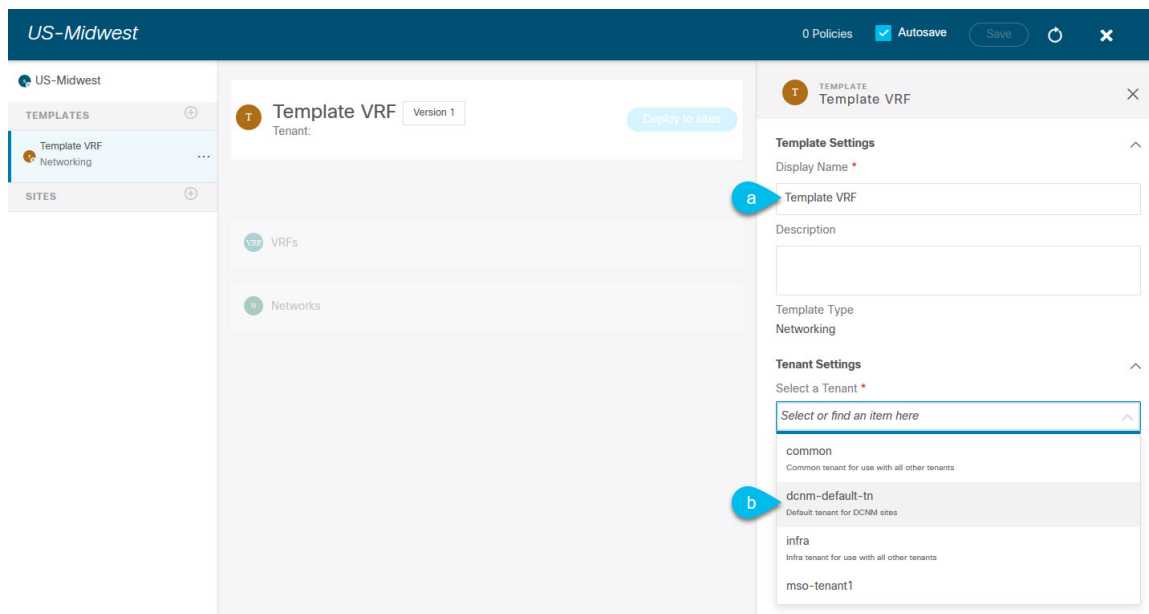 US-Midwest
0 Policies
Autosave
Save
US-Midwest
TEMPLATES
Template VRF
Networking
...
SITES
T
Template VRF
Version 1
Tenant:
Deploy to sites
VRF VRFs
N Networks
T
TEMPLATE
Template VRF
Template Settings
Display Name *
a
Template VRF
Description
Template Type
Networking
Tenant Settings
Select a Tenant *
Select or find an item here
common
Common tenant for use with all other tenants
b
dcnm-default-tn
Default tenant for DCNM sites
infra
Infra tenant for use with all other tenants
mso-tenant1